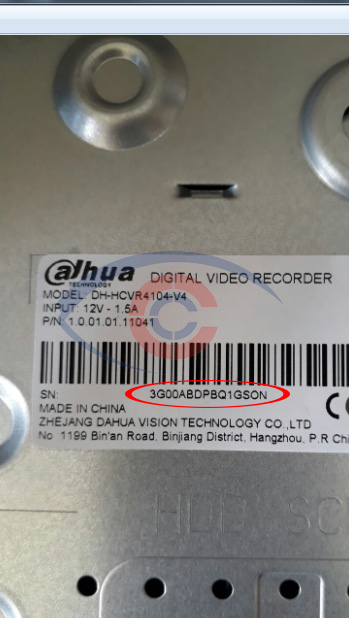 alhua DIGITAL VIDEO RECORDER
TECHNOLOGY
MODEL: DH-HCVR4104-V4
INPUT: 12V - 1.5A
P/N: 1.0.01.01.11041
SN: 3G00ABDPBQ1GSON
MADE IN CHINA
ZHEJANG DAHUA VISION TECHNOLOGY CO.,LTD
No 1199 Bin'an Road, Binjiang District, Hangzhou, P.R Chi
HDD SC